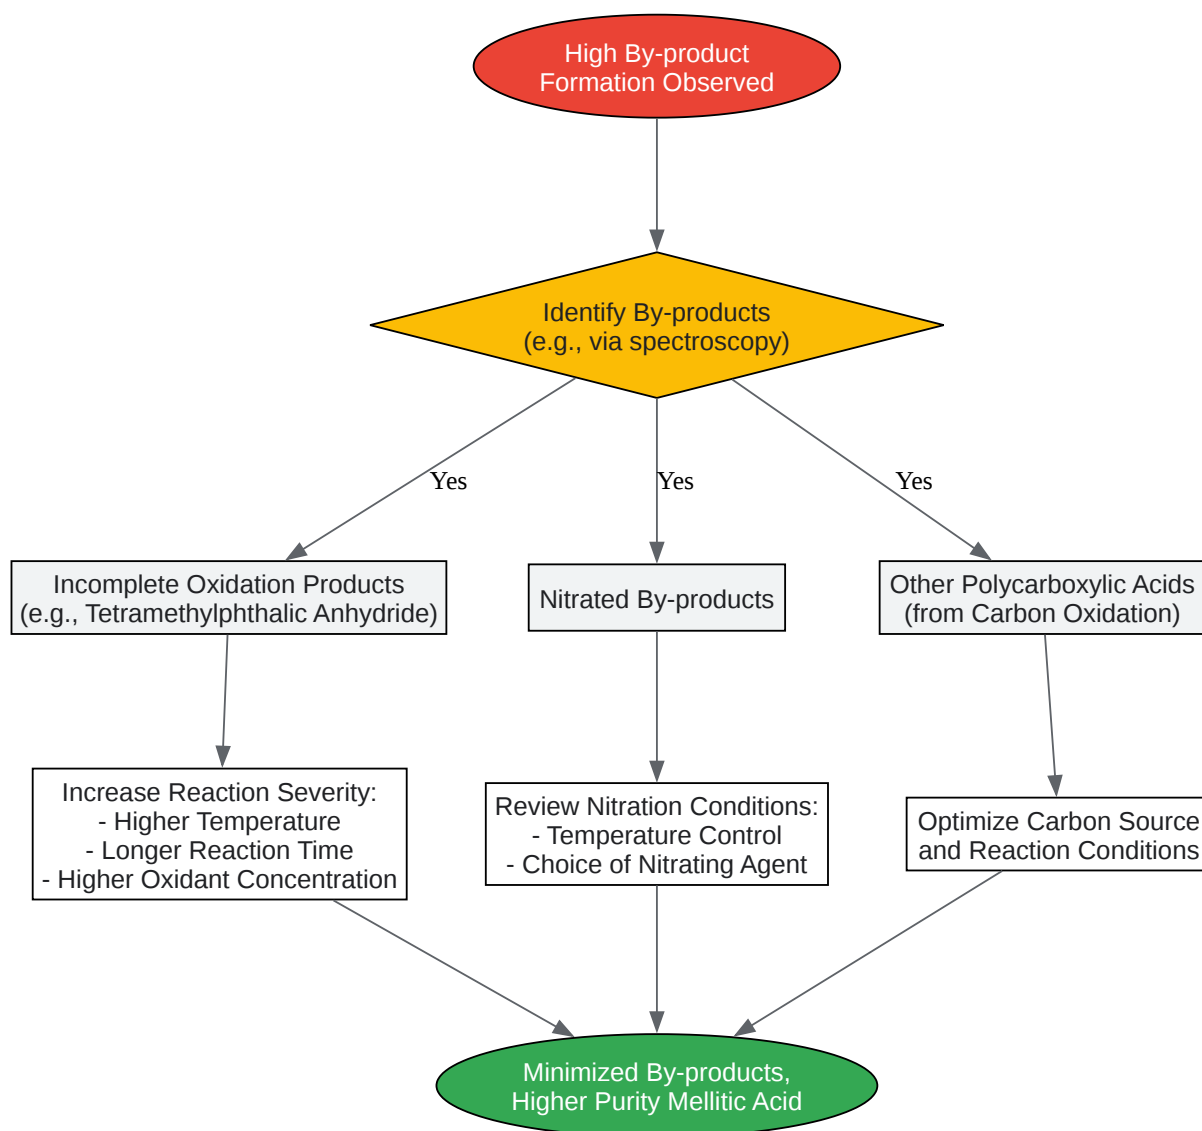 High By-product
Formation Observed
Identify By-products
(e.g., via spectroscopy)
Yes
Yes
Yes
Incomplete Oxidation Products
(e.g., Tetramethylphthalic Anhydride)
Nitrated By-products
Other Polycarboxylic Acids
(from Carbon Oxidation)
Increase Reaction Severity:
- Higher Temperature
- Longer Reaction Time
- Higher Oxidant Concentration
Review Nitration Conditions:
- Temperature Control
- Choice of Nitrating Agent
Optimize Carbon Source
and Reaction Conditions
Minimized By-products,
Higher Purity Mellitic Acid